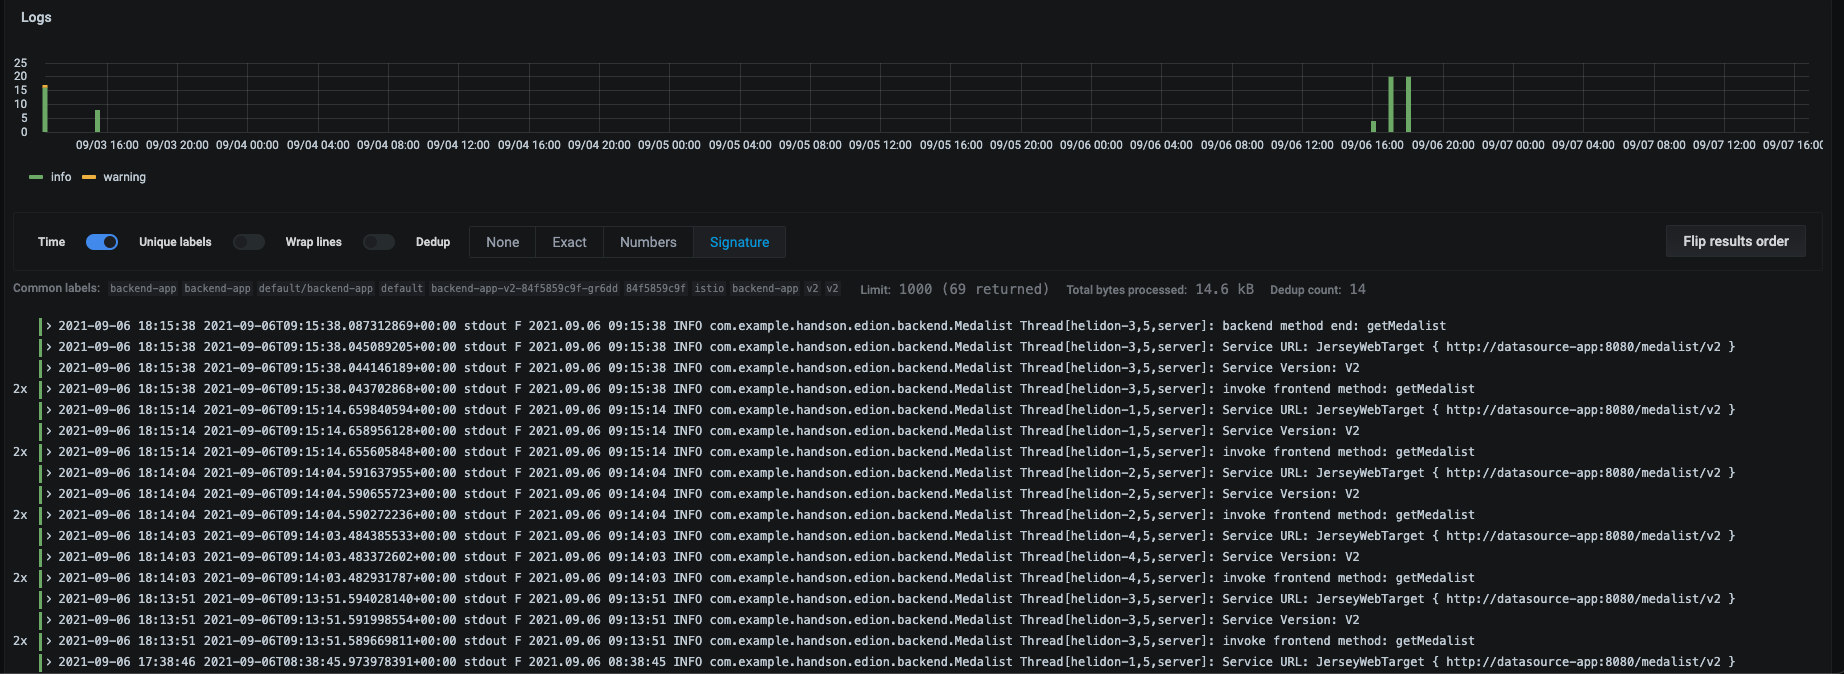 Logs
25
20
15
10
5
0
09/03 16:00 09/03 20:00 09/04 00:00 09/04 04:00 09/04 08:00 09/04 12:00 09/04 16:00 09/04 20:00 09/05 00:00 09/05 04:00 09/05 08:00 09/05 12:00 09/05 16:00 09/05 20:00 09/06 00:00 09/06 04:00 09/06 08:00 09/06 12:00 09/06 16:00 09/06 20:00 09/07 00:00 09/07 04:00 09/07 08:00 09/07 12:00 09/07 16:00
info warning
Time Unique labels Wrap lines Dedup None Exact Numbers Signature Flip results order
Common labels: backend-app backend-app default/backend-app default backend-app-v2-84f5859c9f-gr6dd 84f5859c9f istio backend-app v2 v2 Limit: 1000 (69 returned) Total bytes processed: 14.6 kB Dedup count: 14
> 2021-09-06 18:15:38 2021-09-06T09:15:38.087312869+00:00 stdout F 2021.09.06 09:15:38 INFO com.example.handson.edion.backend.Medalist Thread[helidon-3,5,server]: backend method end: getMedalist
> 2021-09-06 18:15:38 2021-09-06T09:15:38.045089205+00:00 stdout F 2021.09.06 09:15:38 INFO com.example.handson.edion.backend.Medalist Thread[helidon-3,5,server]: Service URL: JerseyWebTarget { http://datasource-app:8080/medalist/v2 }
> 2021-09-06 18:15:38 2021-09-06T09:15:38.044146189+00:00 stdout F 2021.09.06 09:15:38 INFO com.example.handson.edion.backend.Medalist Thread[helidon-3,5,server]: Service Version: V2
2x > 2021-09-06 18:15:38 2021-09-06T09:15:38.043702868+00:00 stdout F 2021.09.06 09:15:38 INFO com.example.handson.edion.backend.Medalist Thread[helidon-3,5,server]: invoke frontend method: getMedalist
> 2021-09-06 18:15:14 2021-09-06T09:15:14.659840594+00:00 stdout F 2021.09.06 09:15:14 INFO com.example.handson.edion.backend.Medalist Thread[helidon-1,5,server]: Service URL: JerseyWebTarget { http://datasource-app:8080/medalist/v2 }
> 2021-09-06 18:15:14 2021-09-06T09:15:14.658956128+00:00 stdout F 2021.09.06 09:15:14 INFO com.example.handson.edion.backend.Medalist Thread[helidon-1,5,server]: Service Version: V2
2x > 2021-09-06 18:15:14 2021-09-06T09:15:14.655605848+00:00 stdout F 2021.09.06 09:15:14 INFO com.example.handson.edion.backend.Medalist Thread[helidon-1,5,server]: invoke frontend method: getMedalist
> 2021-09-06 18:14:04 2021-09-06T09:14:04.591637955+00:00 stdout F 2021.09.06 09:14:04 INFO com.example.handson.edion.backend.Medalist Thread[helidon-2,5,server]: Service URL: JerseyWebTarget { http://datasource-app:8080/medalist/v2 }
> 2021-09-06 18:14:04 2021-09-06T09:14:04.590655723+00:00 stdout F 2021.09.06 09:14:04 INFO com.example.handson.edion.backend.Medalist Thread[helidon-2,5,server]: Service Version: V2
2x > 2021-09-06 18:14:04 2021-09-06T09:14:04.590272236+00:00 stdout F 2021.09.06 09:14:04 INFO com.example.handson.edion.backend.Medalist Thread[helidon-2,5,server]: invoke frontend method: getMedalist
> 2021-09-06 18:14:03 2021-09-06T09:14:03.484385533+00:00 stdout F 2021.09.06 09:14:03 INFO com.example.handson.edion.backend.Medalist Thread[helidon-4,5,server]: Service URL: JerseyWebTarget { http://datasource-app:8080/medalist/v2 }
> 2021-09-06 18:14:03 2021-09-06T09:14:03.483372602+00:00 stdout F 2021.09.06 09:14:03 INFO com.example.handson.edion.backend.Medalist Thread[helidon-4,5,server]: Service Version: V2
2x > 2021-09-06 18:14:03 2021-09-06T09:14:03.482931787+00:00 stdout F 2021.09.06 09:14:03 INFO com.example.handson.edion.backend.Medalist Thread[helidon-4,5,server]: invoke frontend method: getMedalist
> 2021-09-06 18:13:51 2021-09-06T09:13:51.594028140+00:00 stdout F 2021.09.06 09:13:51 INFO com.example.handson.edion.backend.Medalist Thread[helidon-3,5,server]: Service URL: JerseyWebTarget { http://datasource-app:8080/medalist/v2 }
> 2021-09-06 18:13:51 2021-09-06T09:13:51.591998554+00:00 stdout F 2021.09.06 09:13:51 INFO com.example.handson.edion.backend.Medalist Thread[helidon-3,5,server]: Service Version: V2
2x > 2021-09-06 18:13:51 2021-09-06T09:13:51.589669811+00:00 stdout F 2021.09.06 09:13:51 INFO com.example.handson.edion.backend.Medalist Thread[helidon-3,5,server]: invoke frontend method: getMedalist
> 2021-09-06 17:38:46 2021-09-06T08:38:45.973978391+00:00 stdout F 2021.09.06 08:38:45 INFO com.example.handson.edion.backend.Medalist Thread[helidon-1,5,server]: Service URL: JerseyWebTarget { http://datasource-app:8080/medalist/v2 }